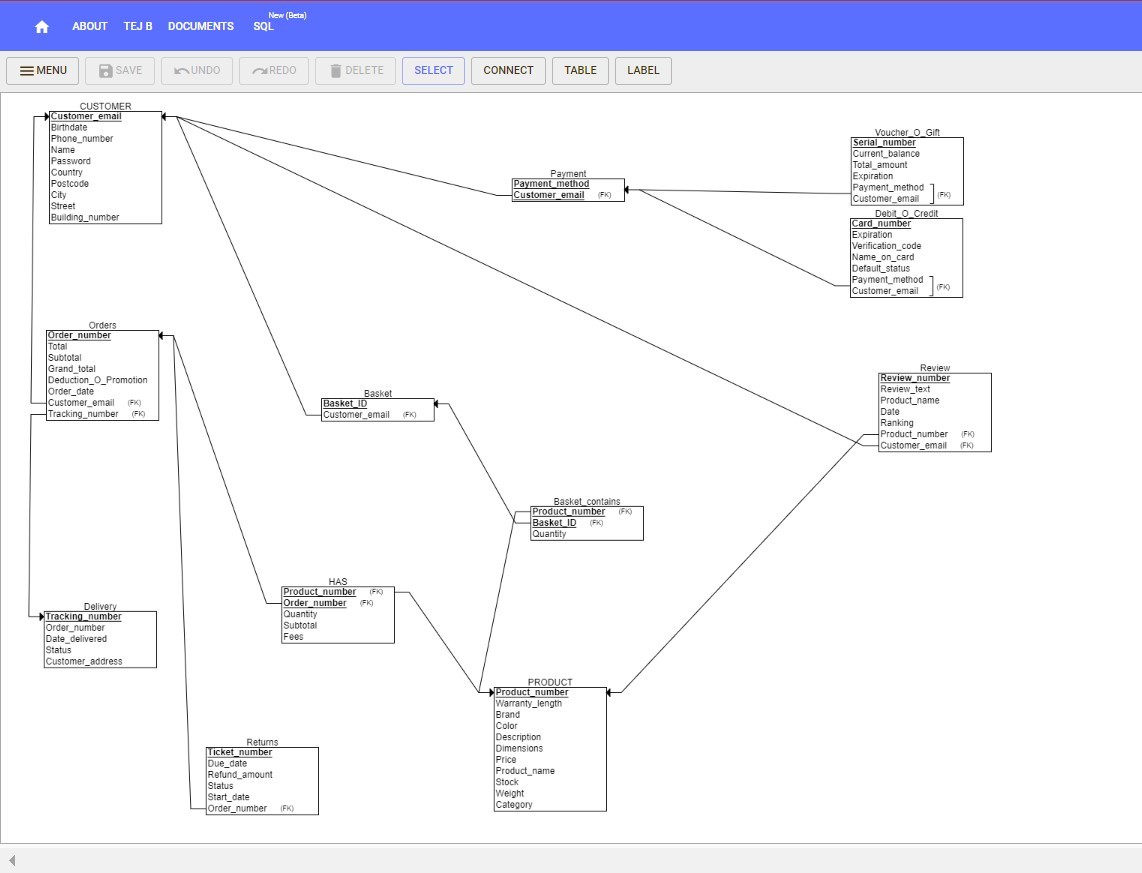 New (Beta)
ABOUT TEJ B DOCUMENTS SQL
MENU SAVE UNDO REDO DELETE SELECT CONNECT TABLE LABEL
CUSTOMER
Customer_email
Birthdate
Phone_number
Name
Password
Country
Postcode
City
Street
Building_number
Payment
Payment_method
Customer_email (FK)
Voucher_O_Gift
Serial_number
Current_balance
Total_amount
Expiration
Payment_method
Customer_email (FK)
Debit_O_Credit
Card_number
Expiration
Verification_code
Name_on_card
Default_status
Payment_method
Customer_email (FK)
Orders
Order_number
Total
Subtotal
Grand_total
Deduction_O_Promotion
Order_date
Customer_email (FK)
Tracking_number (FK)
Basket
Basket_ID
Customer_email (FK)
Review
Review_number
Review_text
Product_name
Date
Ranking
Product_number (FK)
Customer_email (FK)
Basket_contains
Product_number (FK)
Basket_ID (FK)
Quantity
HAS
Product_number (FK)
Order_number (FK)
Quantity
Subtotal
Fees
Delivery
Tracking_number
Order_number
Date_delivered
Status
Customer_address
PRODUCT
Product_number
Warranty_length
Brand
Color
Description
Dimensions
Price
Product_name
Stock
Weight
Category
Returns
Ticket_number
Due_date
Refund_amount
Status
Start_date
Order_number (FK)